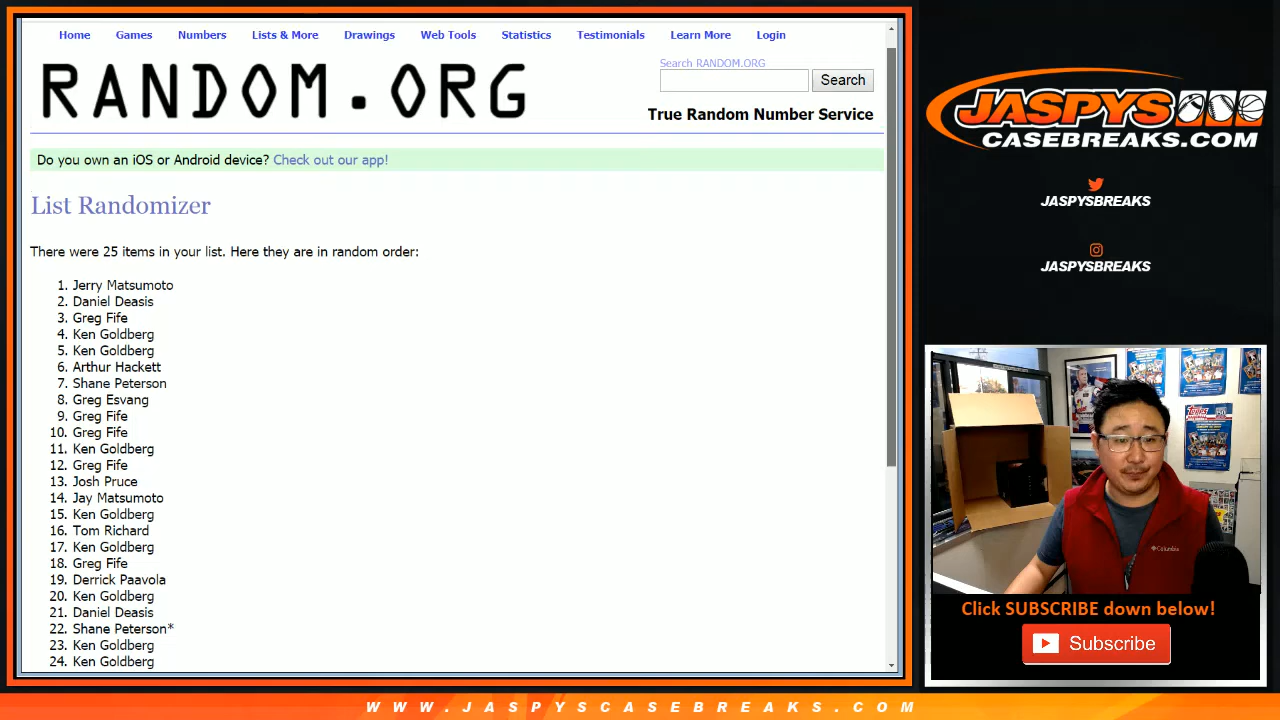 Home Games Numbers Lists & More Drawings Web Tools Statistics Testimonials Learn More Login
RANDOM.ORG
Search RANDOM.ORG
Search
True Random Number Service
Do you own an iOS or Android device? Check out our app!
List Randomizer
There were 25 items in your list. Here they are in random order:
1. Jerry Matsumoto
2. Daniel Deasis
3. Greg Fife
4. Ken Goldberg
5. Ken Goldberg
6. Arthur Hackett
7. Shane Peterson
8. Greg Esvang
9. Greg Fife
10. Greg Fife
11. Ken Goldberg
12. Greg Fife
13. Josh Pruce
14. Jay Matsumoto
15. Ken Goldberg
16. Tom Richard
17. Ken Goldberg
18. Greg Fife
19. Derrick Paavola
20. Ken Goldberg
21. Daniel Deasis
22. Shane Peterson*
23. Ken Goldberg
24. Ken Goldberg
JASPYS
CASEBREAKS.COM
JASPYSBREAKS
JASPYSBREAKS
Topps
Columbia
Click SUBSCRIBE down below!
Subscribe
WWW.JASPYSCASEBREAKS.COM